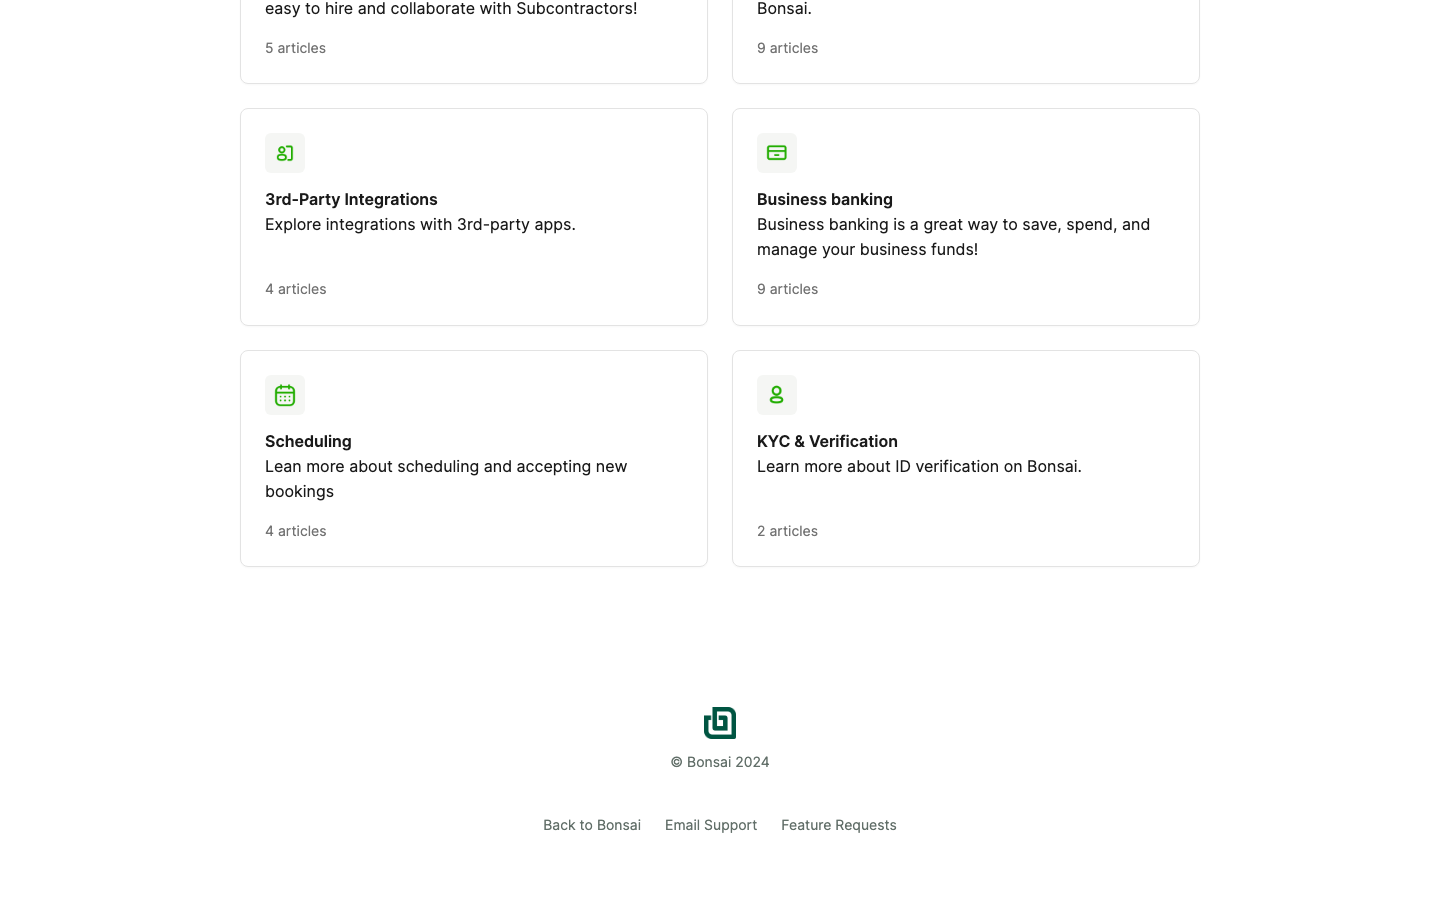 easy to hire and collaborate with Subcontractors!
5 articles
Bonsai.
9 articles
3rd-Party Integrations
Explore integrations with 3rd-party apps.
4 articles
Business banking
Business banking is a great way to save, spend, and
manage your business funds!
9 articles
Scheduling
Lean more about scheduling and accepting new
bookings
4 articles
KYC & Verification
Learn more about ID verification on Bonsai.
2 articles
© Bonsai 2024
Back to Bonsai
Email Support
Feature Requests